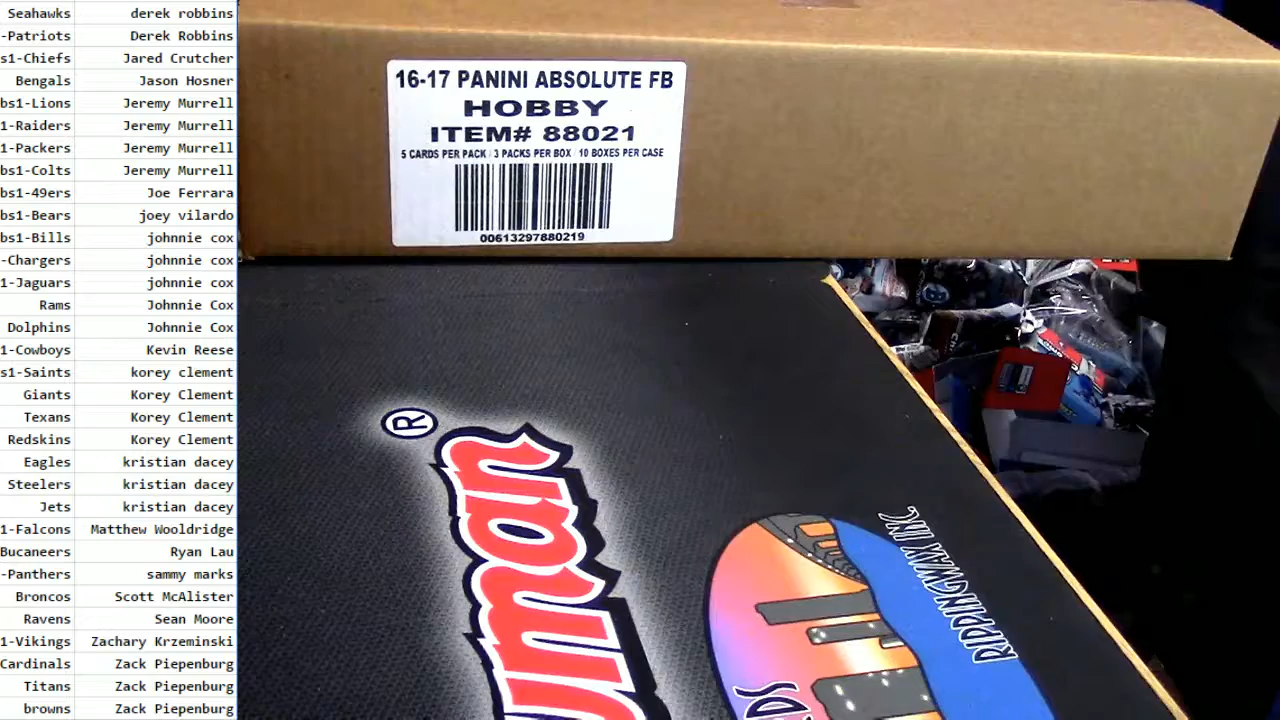 Seahawks derek robbins
-Patriots Derek Robbins
s1-Chiefs Jared Crutcher
Bengals Jason Hosner
bs1-Lions Jeremy Murrell
1-Raiders Jeremy Murrell
1-Packers Jeremy Murrell
bs1-Colts Jeremy Murrell
bs1-49ers Joe Ferrara
bs1-Bears joey vilardo
bs1-Bills johnnie cox
-Chargers johnnie cox
1-Jaguars johnnie cox
Rams Johnnie Cox
Dolphins Johnnie Cox
1-Cowboys Kevin Reese
s1-Saints korey clement
Giants Korey Clement
Texans Korey Clement
Redskins Korey Clement
Eagles kristian dacey
Steelers kristian dacey
Jets kristian dacey
1-Falcons Matthew Wooldridge
Bucaneers Ryan Lau
-Panthers sammy marks
Broncos Scott McAlister
Ravens Sean Moore
1-Vikings Zachary Krzeminski
Cardinals Zack Piepenburg
Titans Zack Piepenburg
browns Zack Piepenburg
16-17 PANINI ABSOLUTE FB
HOBBY
ITEM# 88021
5 CARDS PER PACK / 3 PACKS PER BOX / 10 BOXES PER CASE
00613297880219
man®
RIPPINGWAX INC.
DS